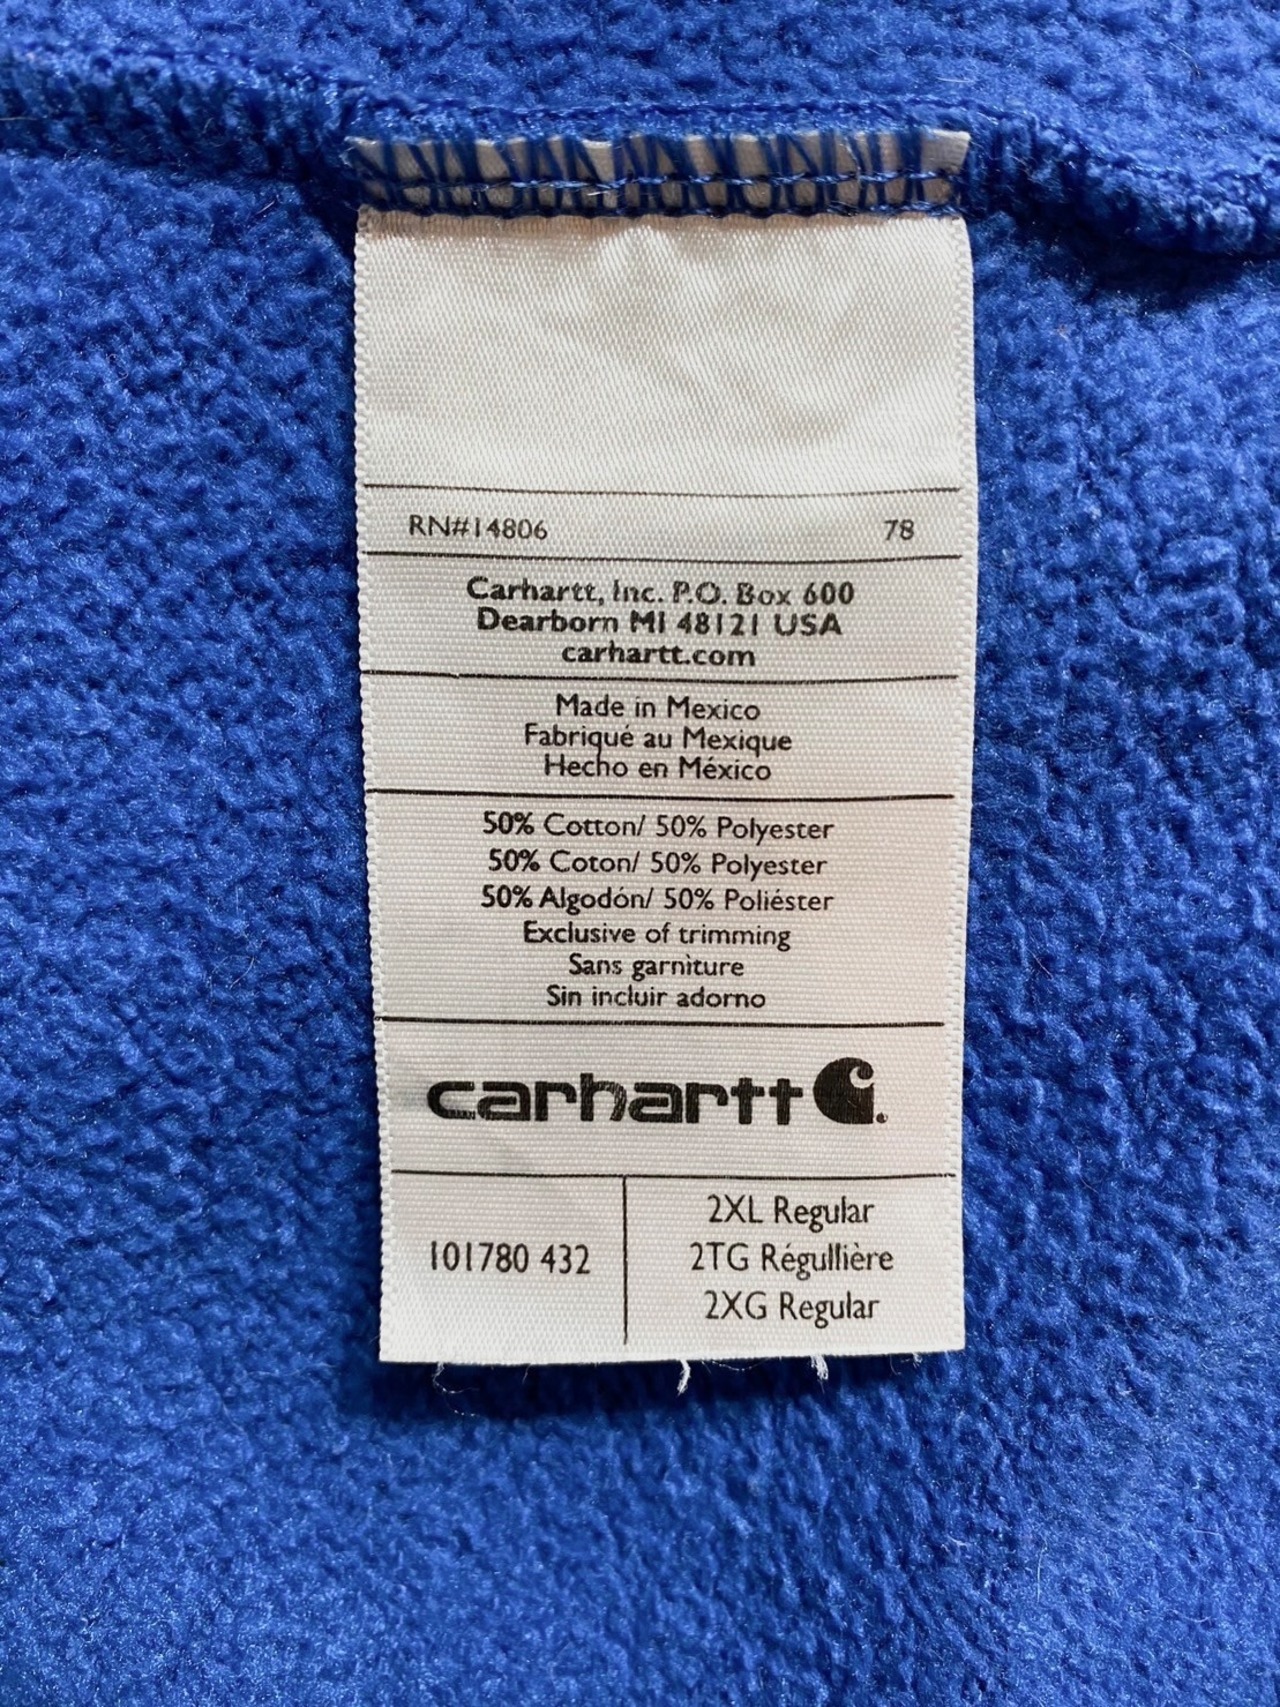 RN#14806 78
Carhartt, Inc. P.O. Box 600
Dearborn MI 48121 USA
carhartt.com
Made in Mexico
Fabriqué au Mexique
Hecho en México
50% Cotton/ 50% Polyester
50% Coton/ 50% Polyester
50% Algodón/ 50% Poliéster
Exclusive of trimming
Sans garniture
Sin incluir adorno
carhartt
101780 432
2XL Regular
2TG Régullière
2XG Regular